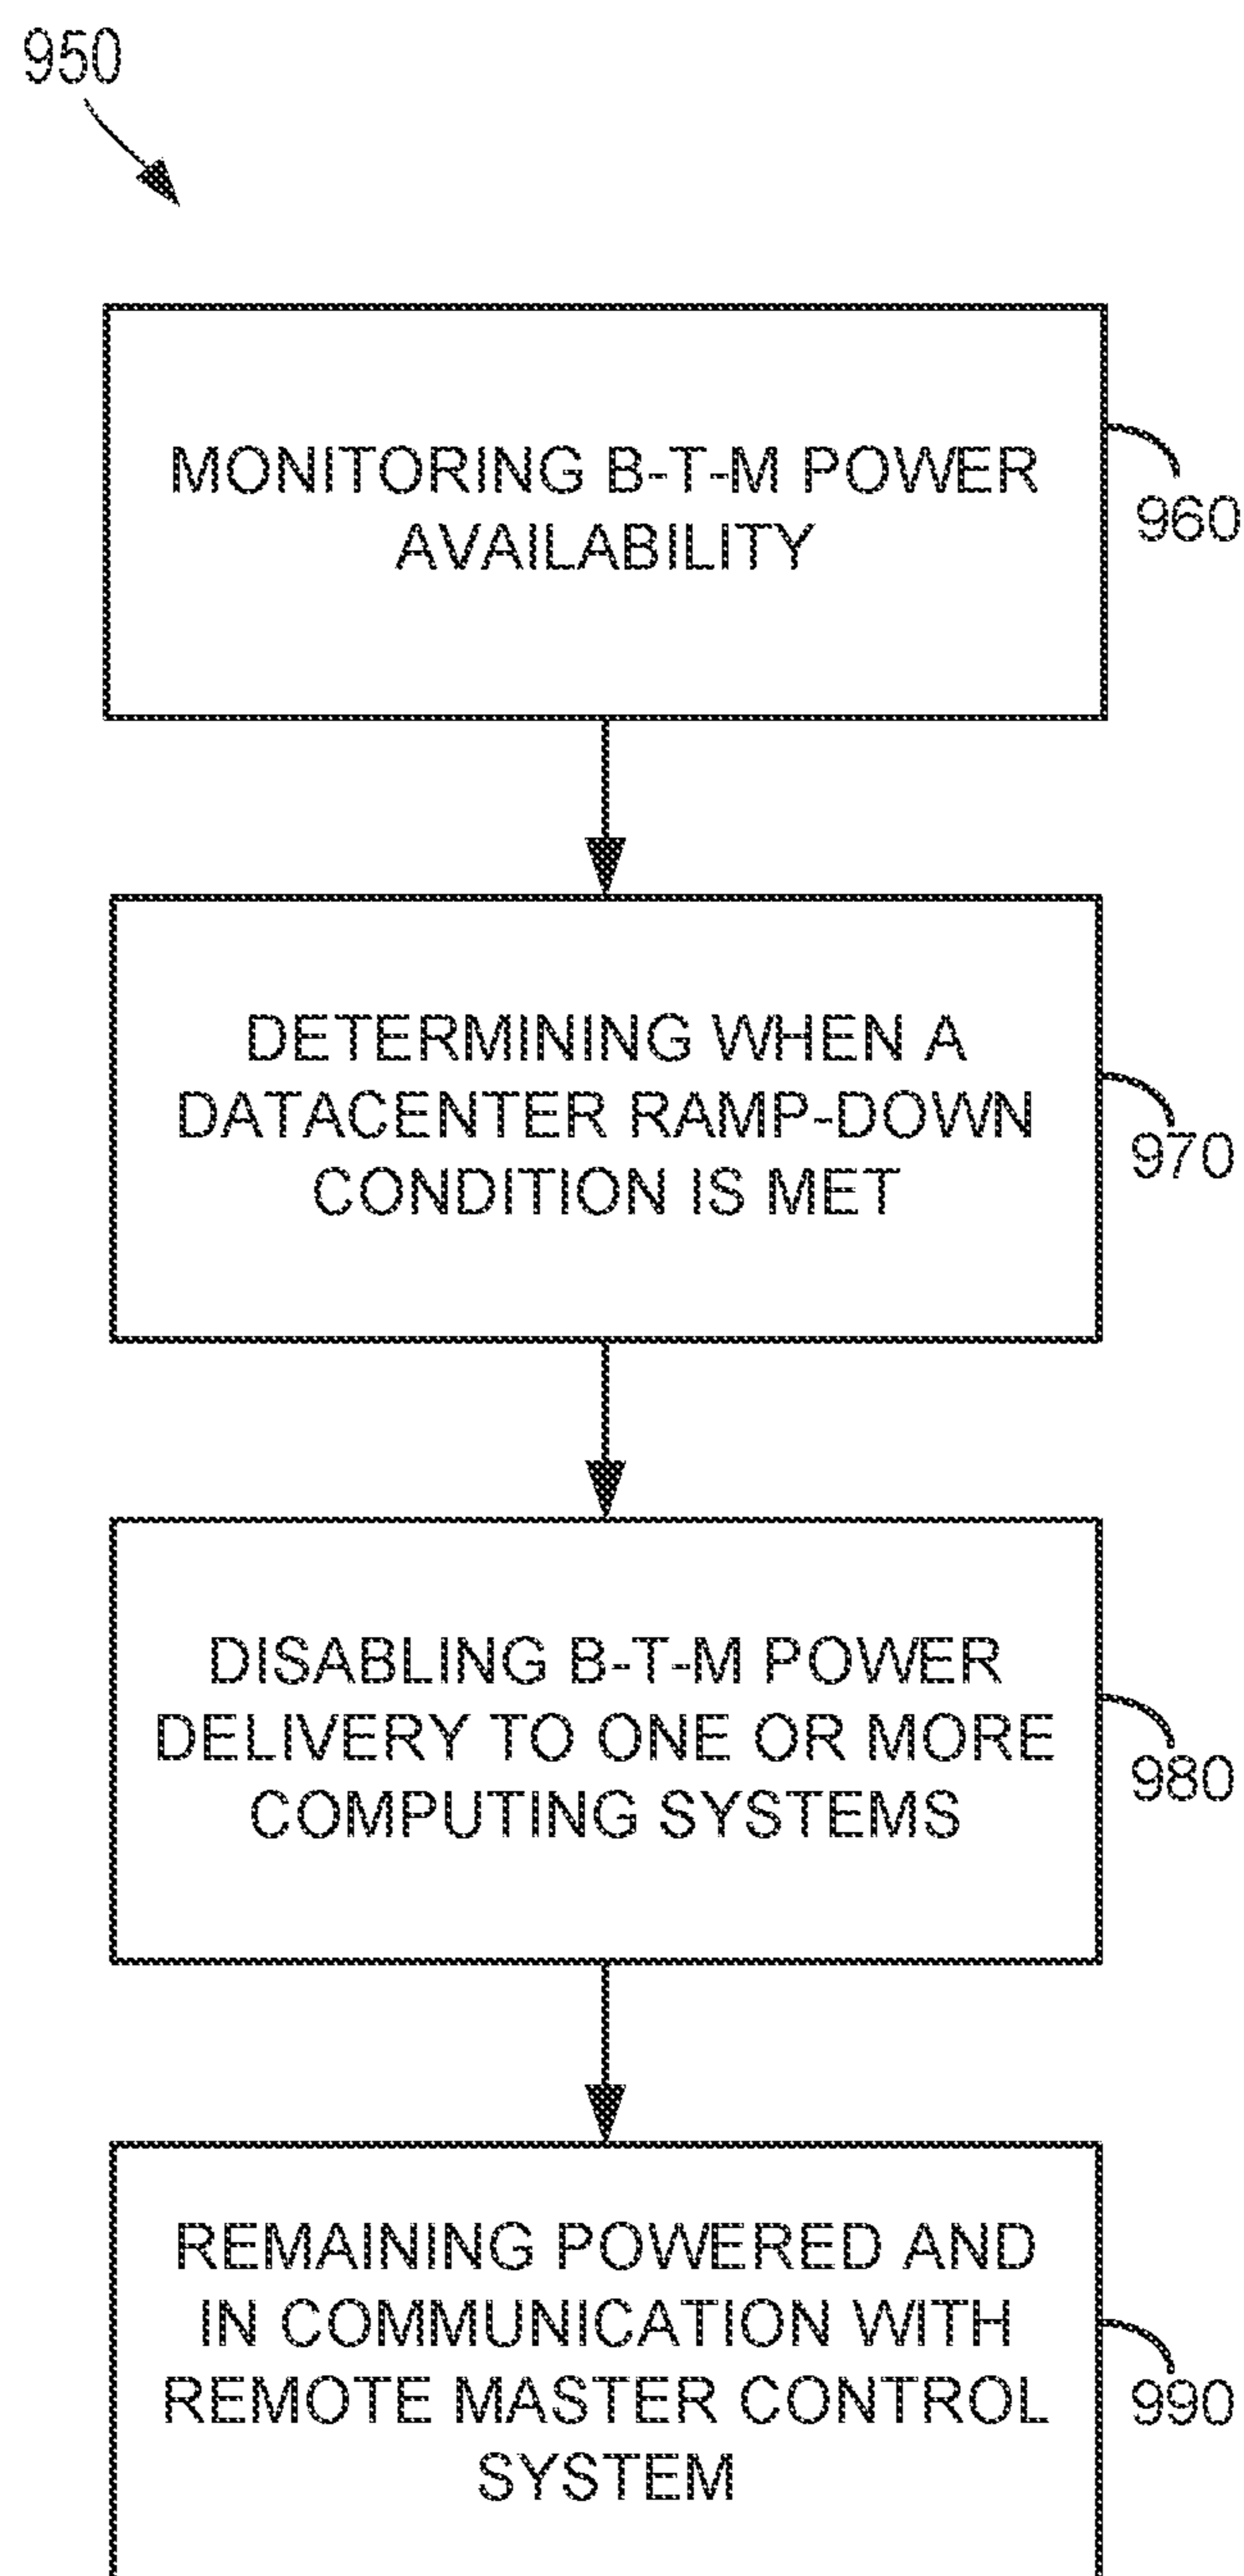 950
MONITORING B-T-M POWER
AVAILABILITY
960
DETERMINING WHEN A
DATACENTER RAMP-DOWN
CONDITION IS MET
970
DISABLING B-T-M POWER
DELIVERY TO ONE OR MORE
COMPUTING SYSTEMS
980
REMAINING POWERED AND
IN COMMUNICATION WITH
REMOTE MASTER CONTROL
SYSTEM
990